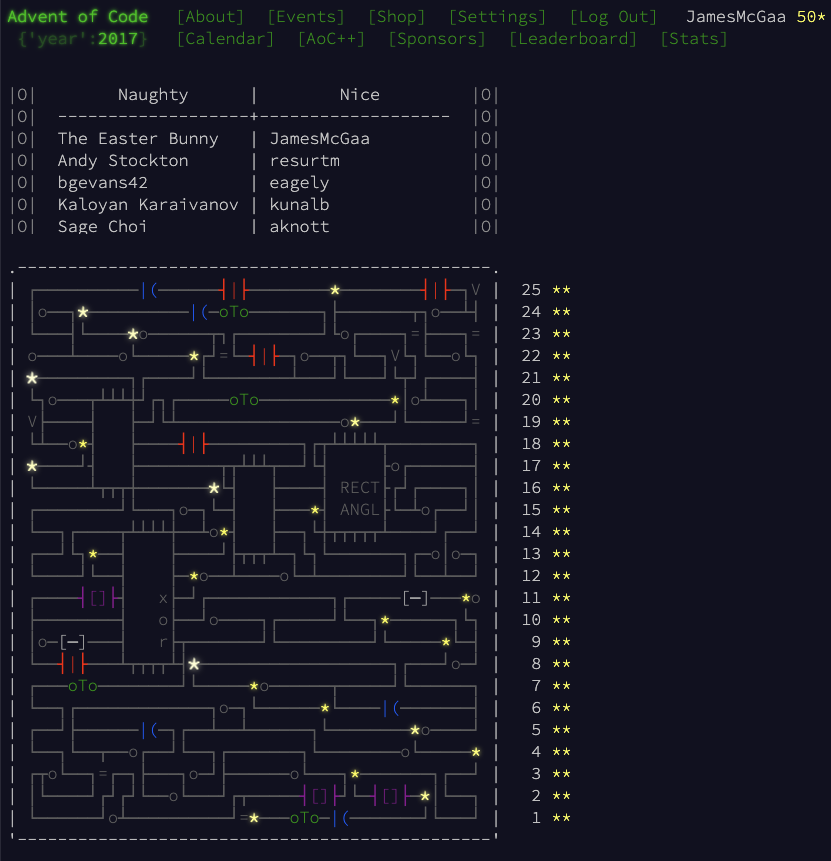 Advent of Code [About] [Events] [Shop] [Settings] [Log Out] JamesMcGaa 50*
{'year':2017} [Calendar] [AoC++] [Sponsors] [Leaderboard] [Stats]
|O| Naughty | Nice |O|
|O| -------------------+------------------- |O|
|O| The Easter Bunny | JamesMcGaa |O|
|O| Andy Stockton | resurtm |O|
|O| bgevans42 | eagely |O|
|O| Kaloyan Karaivanov | kunalb |O|
|O| Sage Choi | aknott |O|
25 **
24 **
23 **
22 **
21 **
20 **
19 **
18 **
17 **
RECT 16 **
ANGL 15 **
14 **
13 **
12 **
x 11 **
o 10 **
r 9 **
8 **
7 **
6 **
5 **
4 **
3 **
2 **
1 **